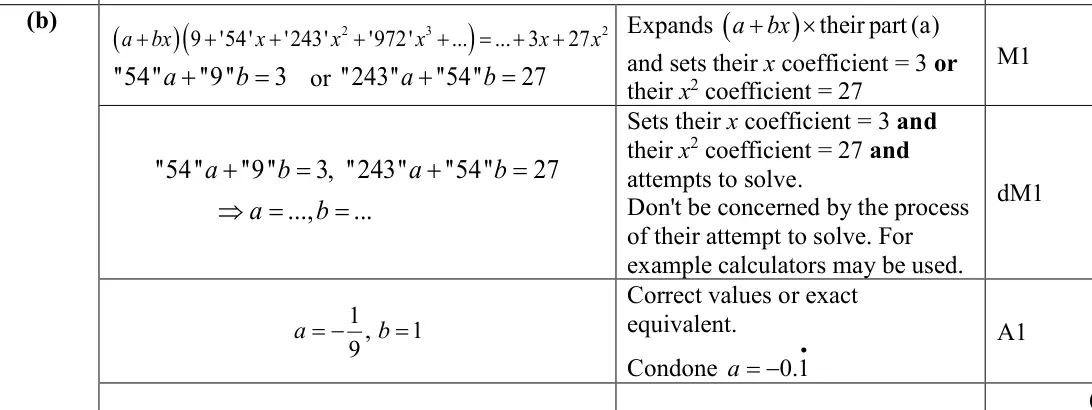 (b)
(a + bx)(9 + '54'x + '243'x² + '972'x³ + ...) = ... + 3x + 27x²
"54"a + "9"b = 3 or "243"a + "54"b = 27
Expands (a + bx) × their part (a)
and sets their x coefficient = 3 or
their x² coefficient = 27
M1
"54"a + "9"b = 3, "243"a + "54"b = 27
⇒ a = ..., b = ...
Sets their x coefficient = 3 and
their x² coefficient = 27 and
attempts to solve.
Don't be concerned by the process
of their attempt to solve. For
example calculators may be used.
dM1
a = −1/9, b = 1
Correct values or exact
equivalent.
Condone a = −0.1̇
A1